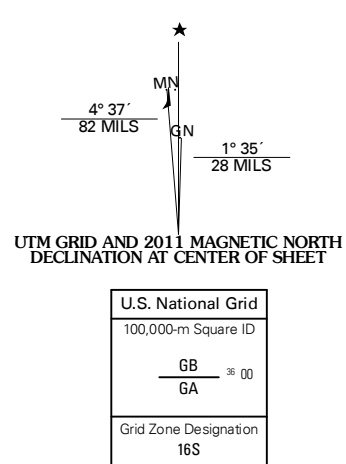 MN
4° 37´
82 MILS
GN
1° 35´
28 MILS
UTM GRID AND 2011 MAGNETIC NORTH
DECLINATION AT CENTER OF SHEET
U.S. National Grid
100,000-m Square ID
GB
36 00
GA
Grid Zone Designation
16S